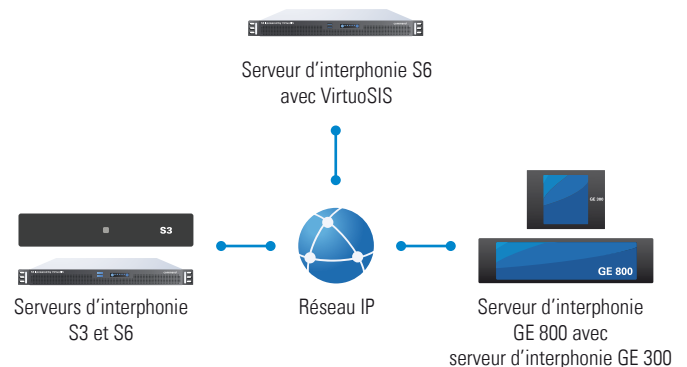 Serveur d'interphonie S6
avec VirtuoSIS
S3
GE 300
GE 800
Serveurs d'interphonie
S3 et S6
Réseau IP
Serveur d'interphonie
GE 800 avec
serveur d'interphonie GE 300